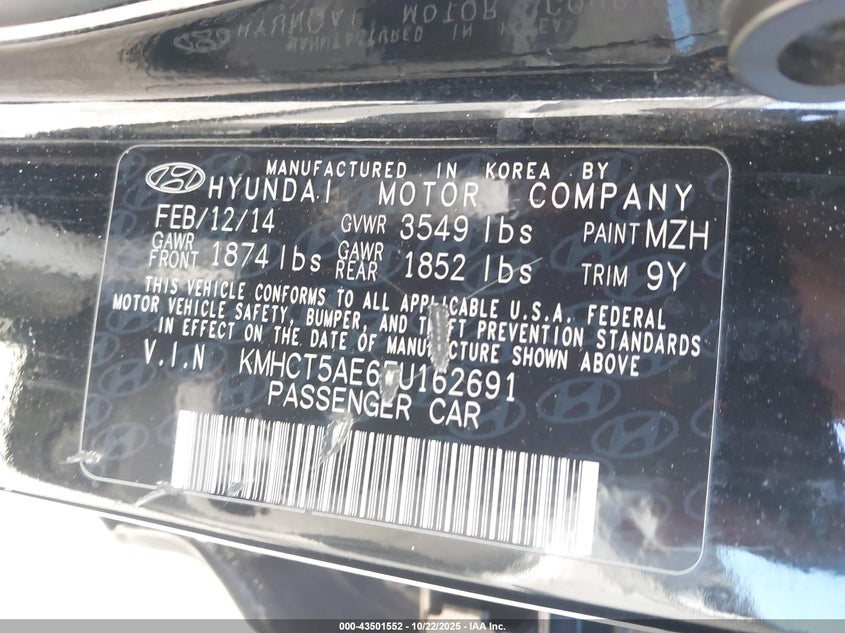 MANUFACTURED IN KOREA BY
HYUNDAI MOTOR COMPANY
FEB/12/14 GVWR 3549 lbs PAINT MZH
GAWR FRONT 1874 lbs GAWR REAR 1852 lbs TRIM 9Y
THIS VEHICLE CONFORMS TO ALL APPLICABLE U.S.A. FEDERAL
MOTOR VEHICLE SAFETY, BUMPER, AND THEFT PREVENTION STANDARDS
IN EFFECT ON THE DATE OF MANUFACTURE SHOWN ABOVE
V.I.N KMHCT5AE6EU162691
PASSENGER CAR
000-43501552 - 10/22/2025 - IAA Inc.